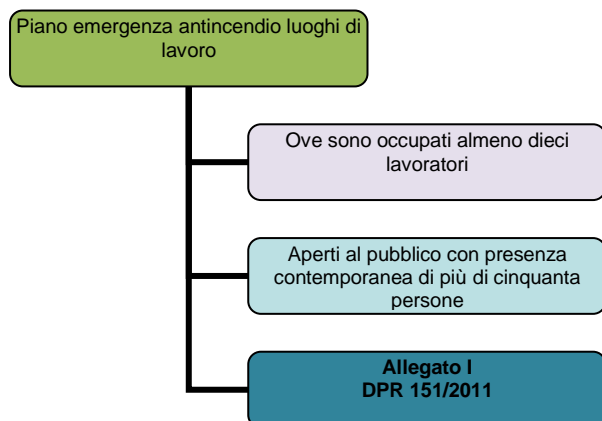 Piano emergenza antincendio luoghi di
lavoro
Ove sono occupati almeno dieci
lavoratori
Aperti al pubblico con presenza
contemporanea di più di cinquanta
persone
Allegato I
DPR 151/2011